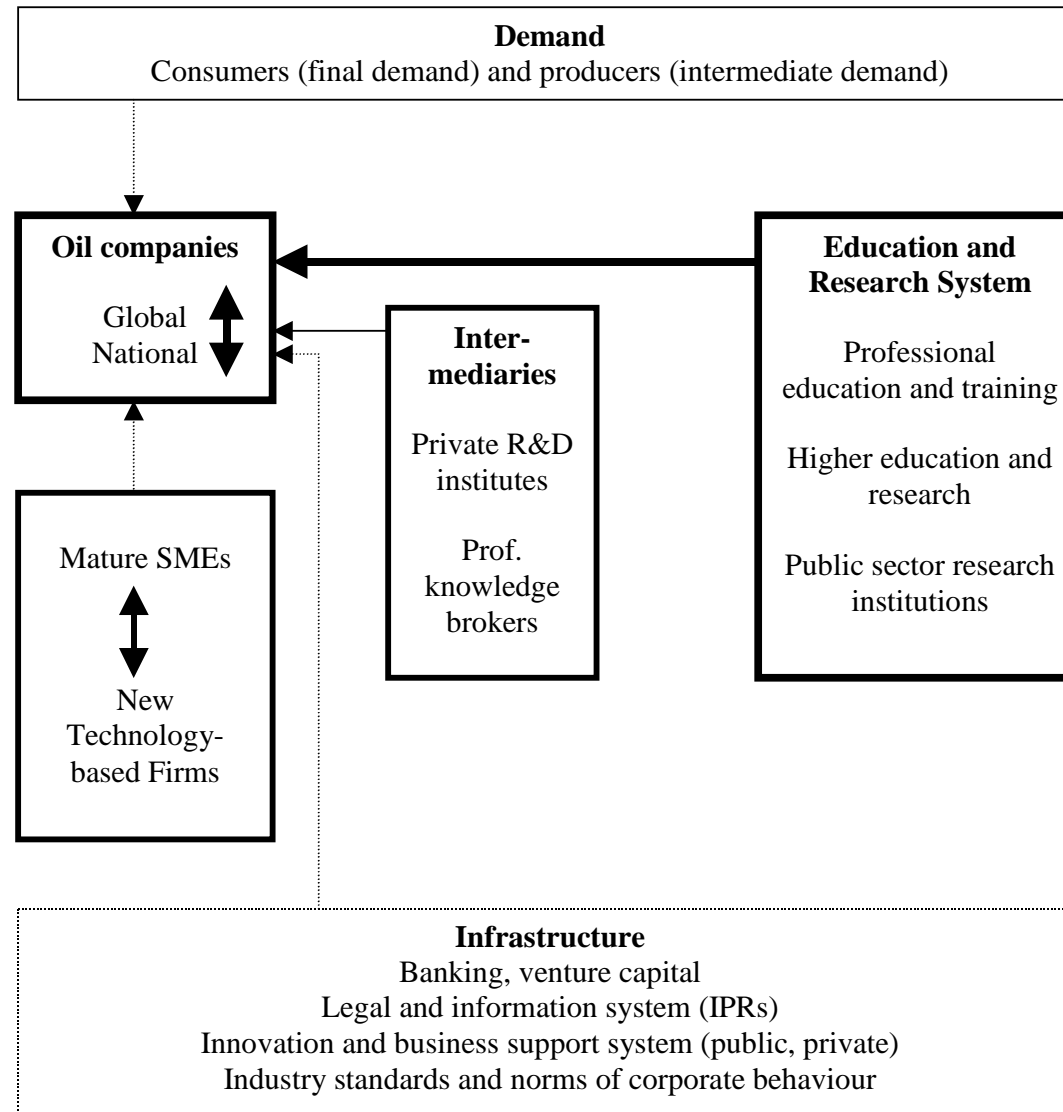 Demand
Consumers (final demand) and producers (intermediate demand)
Oil companies
Global
National
Education and
Research System
Professional
education and training
Higher education and
research
Public sector research
institutions
Inter-
mediaries
Private R&D
institutes
Prof.
knowledge
brokers
Mature SMEs
New
Technology-
based Firms
Infrastructure
Banking, venture capital
Legal and information system (IPRs)
Innovation and business support system (public, private)
Industry standards and norms of corporate behaviour